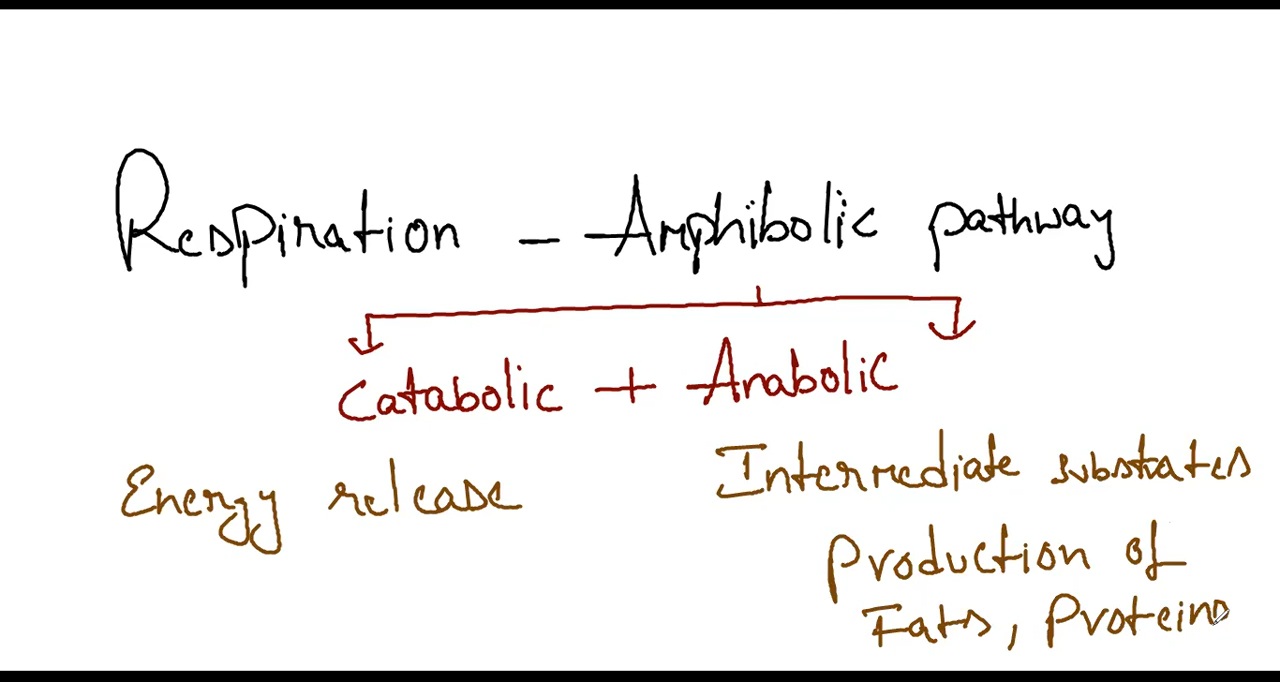 Respiration - Amphibolic pathway
Catabolic + Anabolic
Energy release
Intermediate substrates
Production of
Fats, Proteins